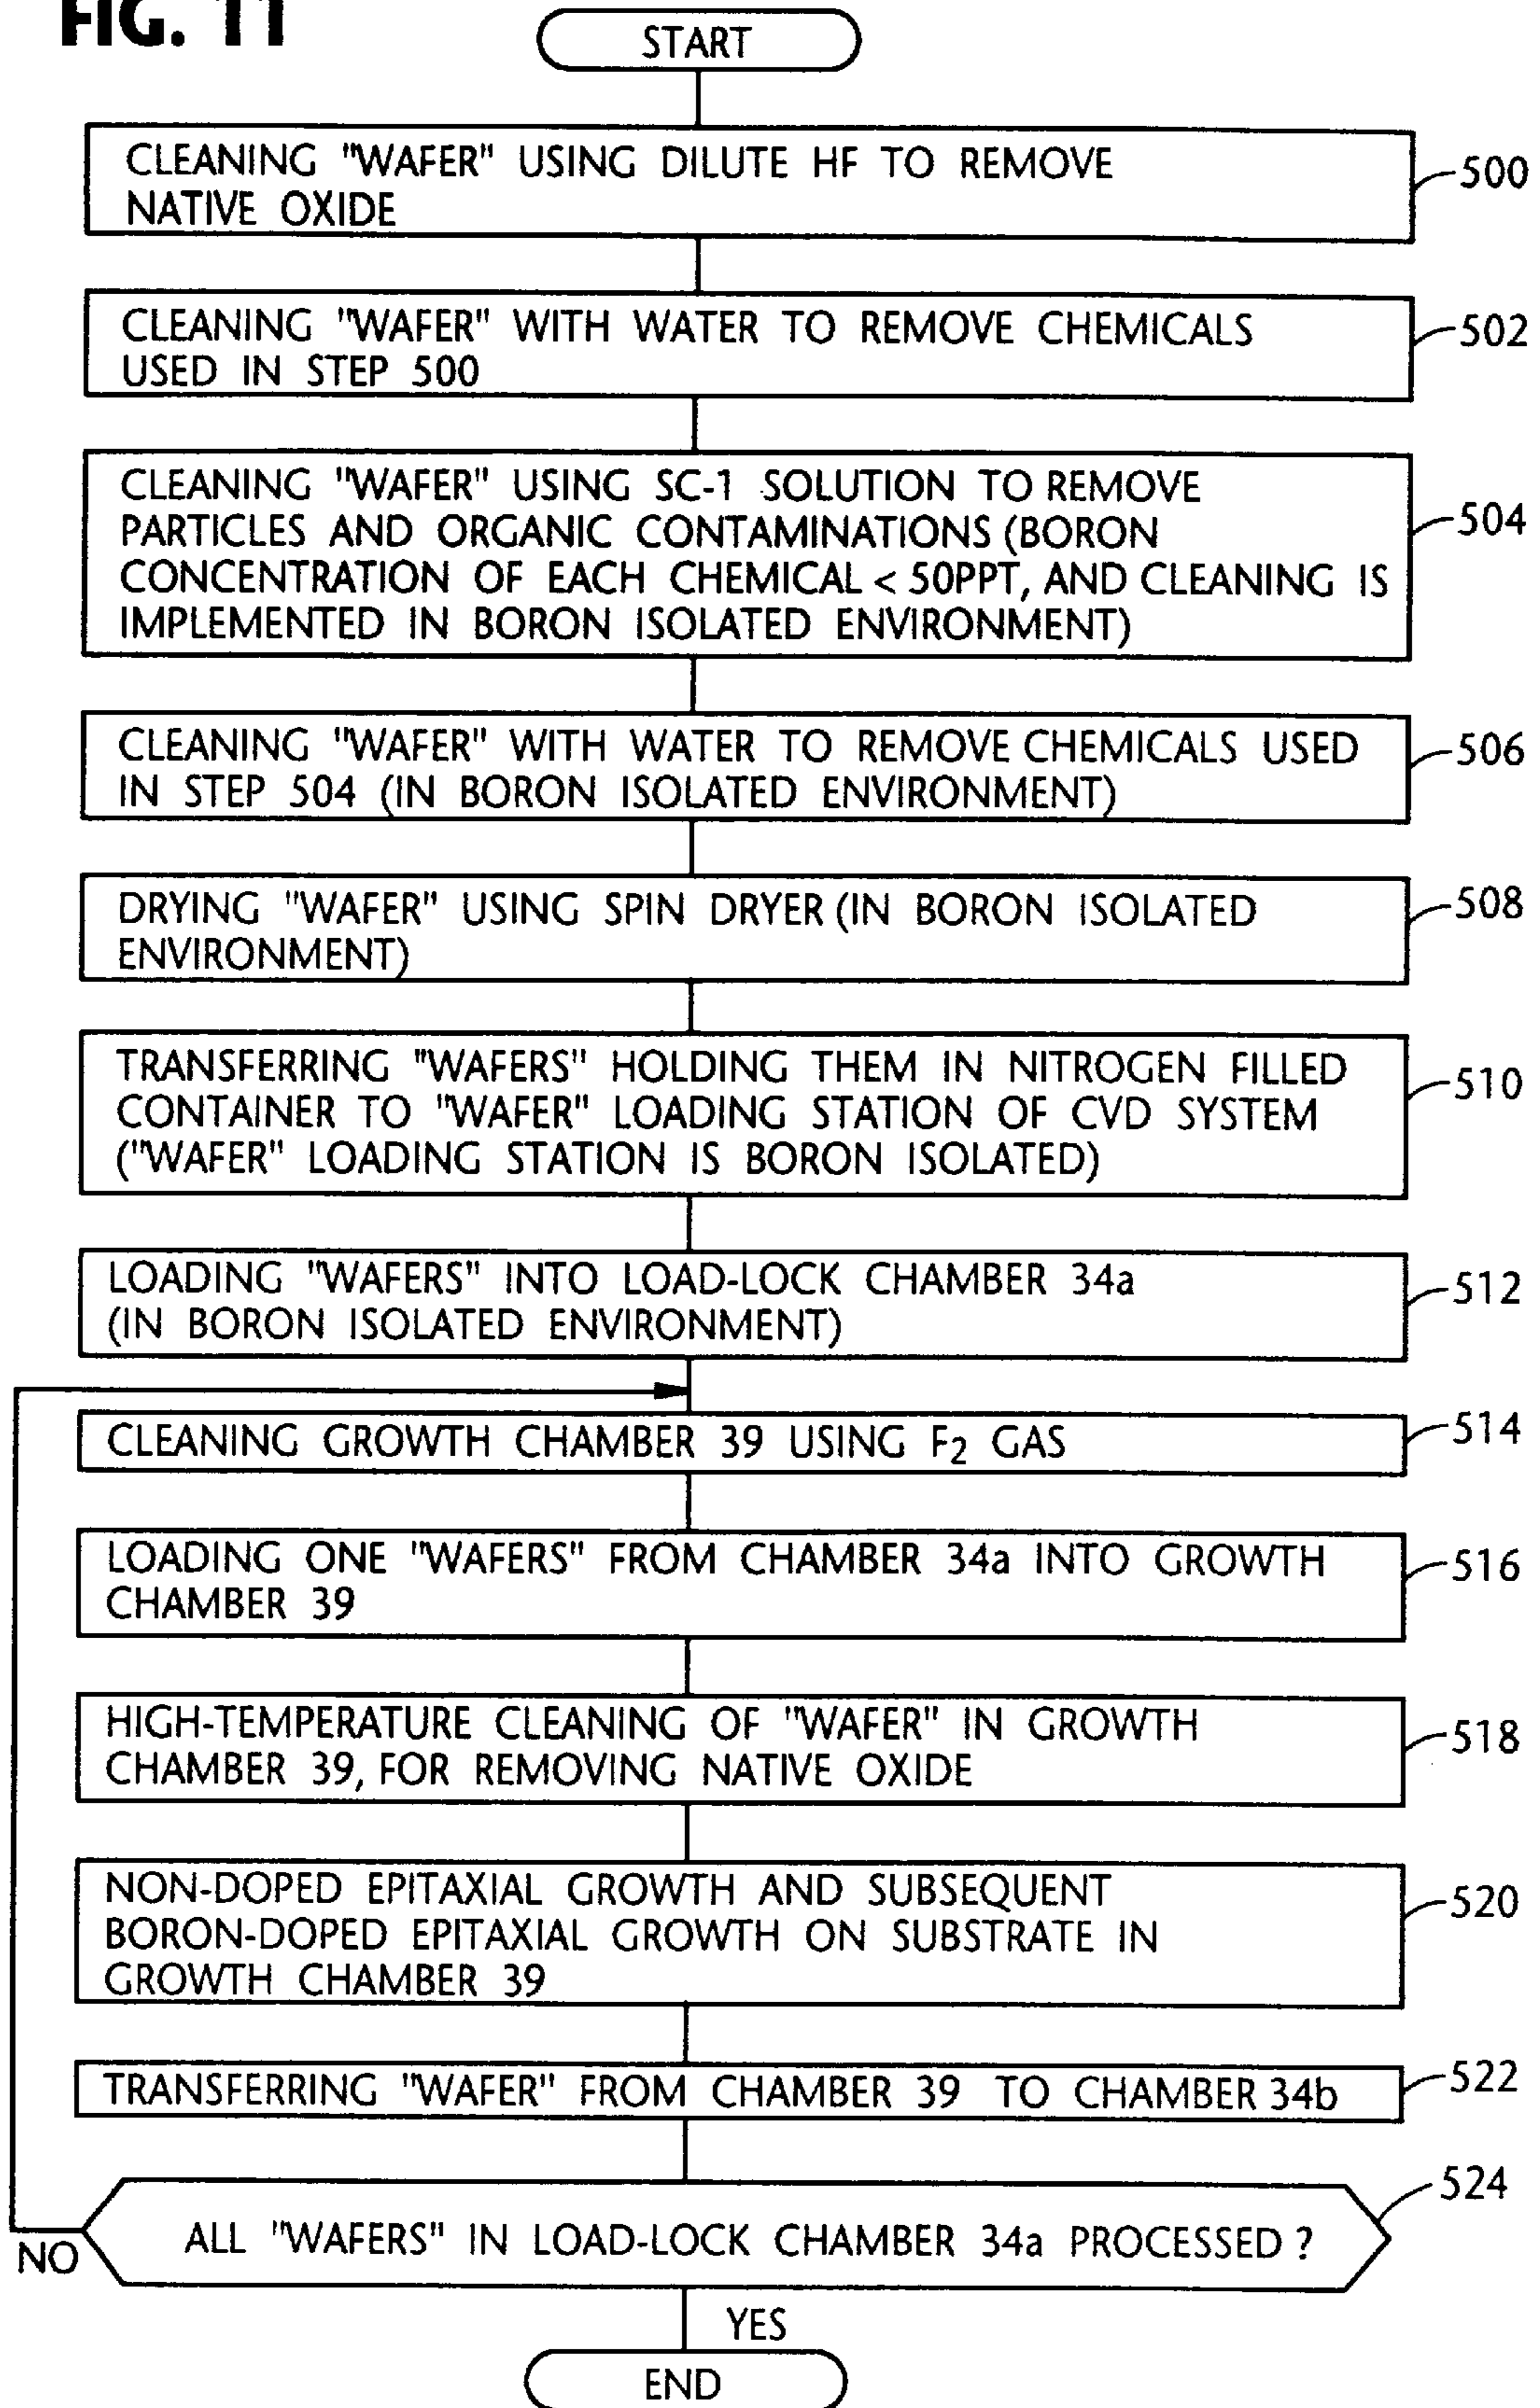 FIG. 11
START
CLEANING "WAFER" USING DILUTE HF TO REMOVE
NATIVE OXIDE
500
CLEANING "WAFER" WITH WATER TO REMOVE CHEMICALS
USED IN STEP 500
502
CLEANING "WAFER" USING SC-1 SOLUTION TO REMOVE
PARTICLES AND ORGANIC CONTAMINATIONS (BORON
CONCENTRATION OF EACH CHEMICAL < 50PPT, AND CLEANING IS
IMPLEMENTED IN BORON ISOLATED ENVIRONMENT)
504
CLEANING "WAFER" WITH WATER TO REMOVE CHEMICALS USED
IN STEP 504 (IN BORON ISOLATED ENVIRONMENT)
506
DRYING "WAFER" USING SPIN DRYER (IN BORON ISOLATED
ENVIRONMENT)
508
TRANSFERRING "WAFERS" HOLDING THEM IN NITROGEN FILLED
CONTAINER TO "WAFER" LOADING STATION OF CVD SYSTEM
("WAFER" LOADING STATION IS BORON ISOLATED)
510
LOADING "WAFERS" INTO LOAD-LOCK CHAMBER 34a
(IN BORON ISOLATED ENVIRONMENT)
512
CLEANING GROWTH CHAMBER 39 USING F₂ GAS
514
LOADING ONE "WAFERS" FROM CHAMBER 34a INTO GROWTH
CHAMBER 39
516
HIGH-TEMPERATURE CLEANING OF "WAFER" IN GROWTH
CHAMBER 39, FOR REMOVING NATIVE OXIDE
518
NON-DOPED EPITAXIAL GROWTH AND SUBSEQUENT
BORON-DOPED EPITAXIAL GROWTH ON SUBSTRATE IN
GROWTH CHAMBER 39
520
TRANSFERRING "WAFER" FROM CHAMBER 39 TO CHAMBER 34b
522
ALL "WAFERS" IN LOAD-LOCK CHAMBER 34a PROCESSED ?
524
NO
YES
END